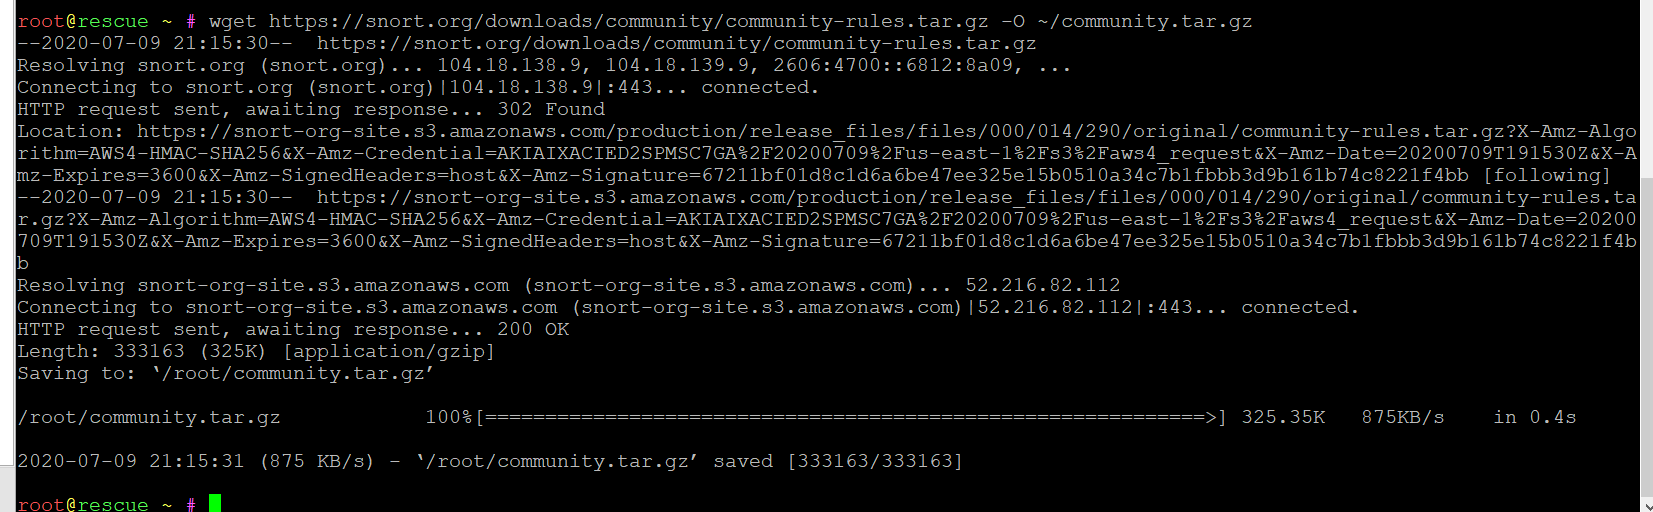 root@rescue ~ # wget https://snort.org/downloads/community/community-rules.tar.gz -O ~/community.tar.gz
--2020-07-09 21:15:30--  https://snort.org/downloads/community/community-rules.tar.gz
Resolving snort.org (snort.org)... 104.18.138.9, 104.18.139.9, 2606:4700::6812:8a09, ...
Connecting to snort.org (snort.org)|104.18.138.9|:443... connected.
HTTP request sent, awaiting response... 302 Found
Location: https://snort-org-site.s3.amazonaws.com/production/release_files/files/000/014/290/original/community-rules.tar.gz?X-Amz-Algo
rithm=AWS4-HMAC-SHA256&X-Amz-Credential=AKIAIXACIED2SPMSC7GA%2F20200709%2Fus-east-1%2Fs3%2Faws4_request&X-Amz-Date=20200709T191530Z&X-A
mz-Expires=3600&X-Amz-SignedHeaders=host&X-Amz-Signature=67211bf01d8c1d6a6be47ee325e15b0510a34c7b1fbbb3d9b161b74c8221f4bb [following]
--2020-07-09 21:15:30--  https://snort-org-site.s3.amazonaws.com/production/release_files/files/000/014/290/original/community-rules.ta
r.gz?X-Amz-Algorithm=AWS4-HMAC-SHA256&X-Amz-Credential=AKIAIXACIED2SPMSC7GA%2F20200709%2Fus-east-1%2Fs3%2Faws4_request&X-Amz-Date=20200
709T191530Z&X-Amz-Expires=3600&X-Amz-SignedHeaders=host&X-Amz-Signature=67211bf01d8c1d6a6be47ee325e15b0510a34c7b1fbbb3d9b161b74c8221f4b
b
Resolving snort-org-site.s3.amazonaws.com (snort-org-site.s3.amazonaws.com)... 52.216.82.112
Connecting to snort-org-site.s3.amazonaws.com (snort-org-site.s3.amazonaws.com)|52.216.82.112|:443... connected.
HTTP request sent, awaiting response... 200 OK
Length: 333163 (325K) [application/gzip]
Saving to: ‘/root/community.tar.gz’
/root/community.tar.gz            100%[============================================================>] 325.35K   875KB/s    in 0.4s
2020-07-09 21:15:31 (875 KB/s) - ‘/root/community.tar.gz’ saved [333163/333163]
root@rescue ~ #